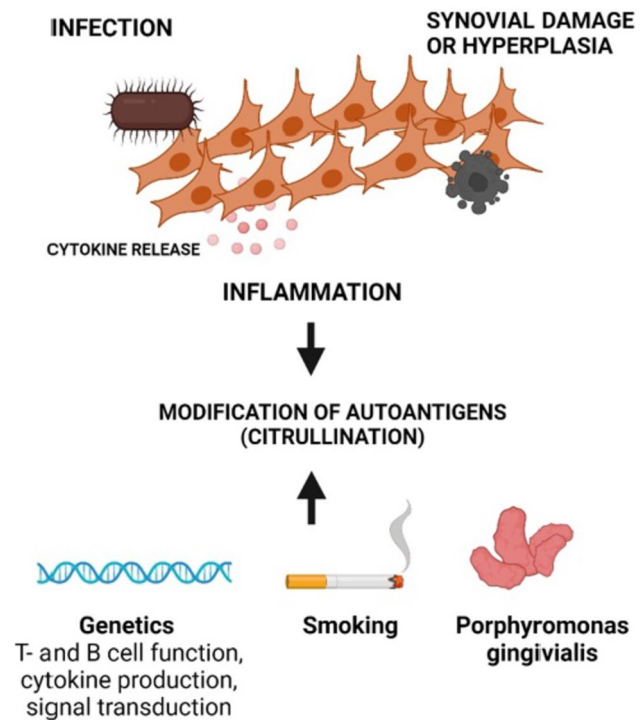 INFECTION
SYNOVIAL DAMAGE
OR HYPERPLASIA
CYTOKINE RELEASE
INFLAMMATION
MODIFICATION OF AUTOANTIGENS
(CITRULLINATION)
Genetics
T- and B cell function,
cytokine production,
signal transduction
Smoking
Porphyromonas
gingivialis